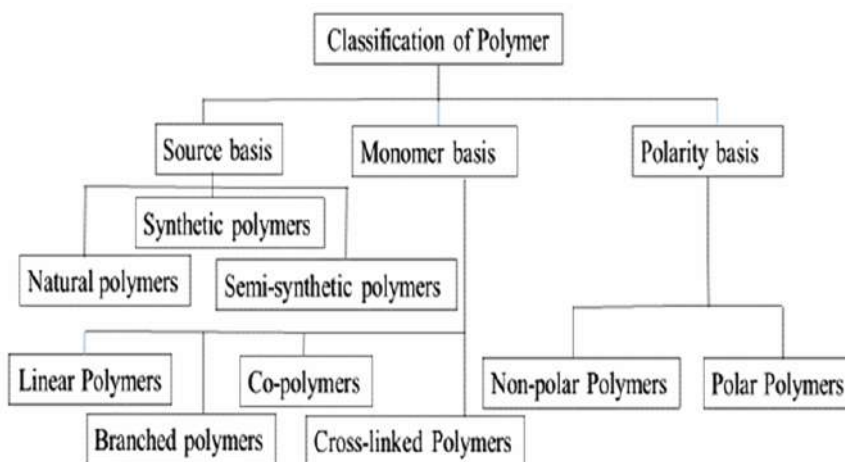 Classification of Polymer
Source basis
Monomer basis
Polarity basis
Synthetic polymers
Natural polymers
Semi-synthetic polymers
Linear Polymers
Co-polymers
Non-polar Polymers
Polar Polymers
Branched polymers
Cross-linked Polymers